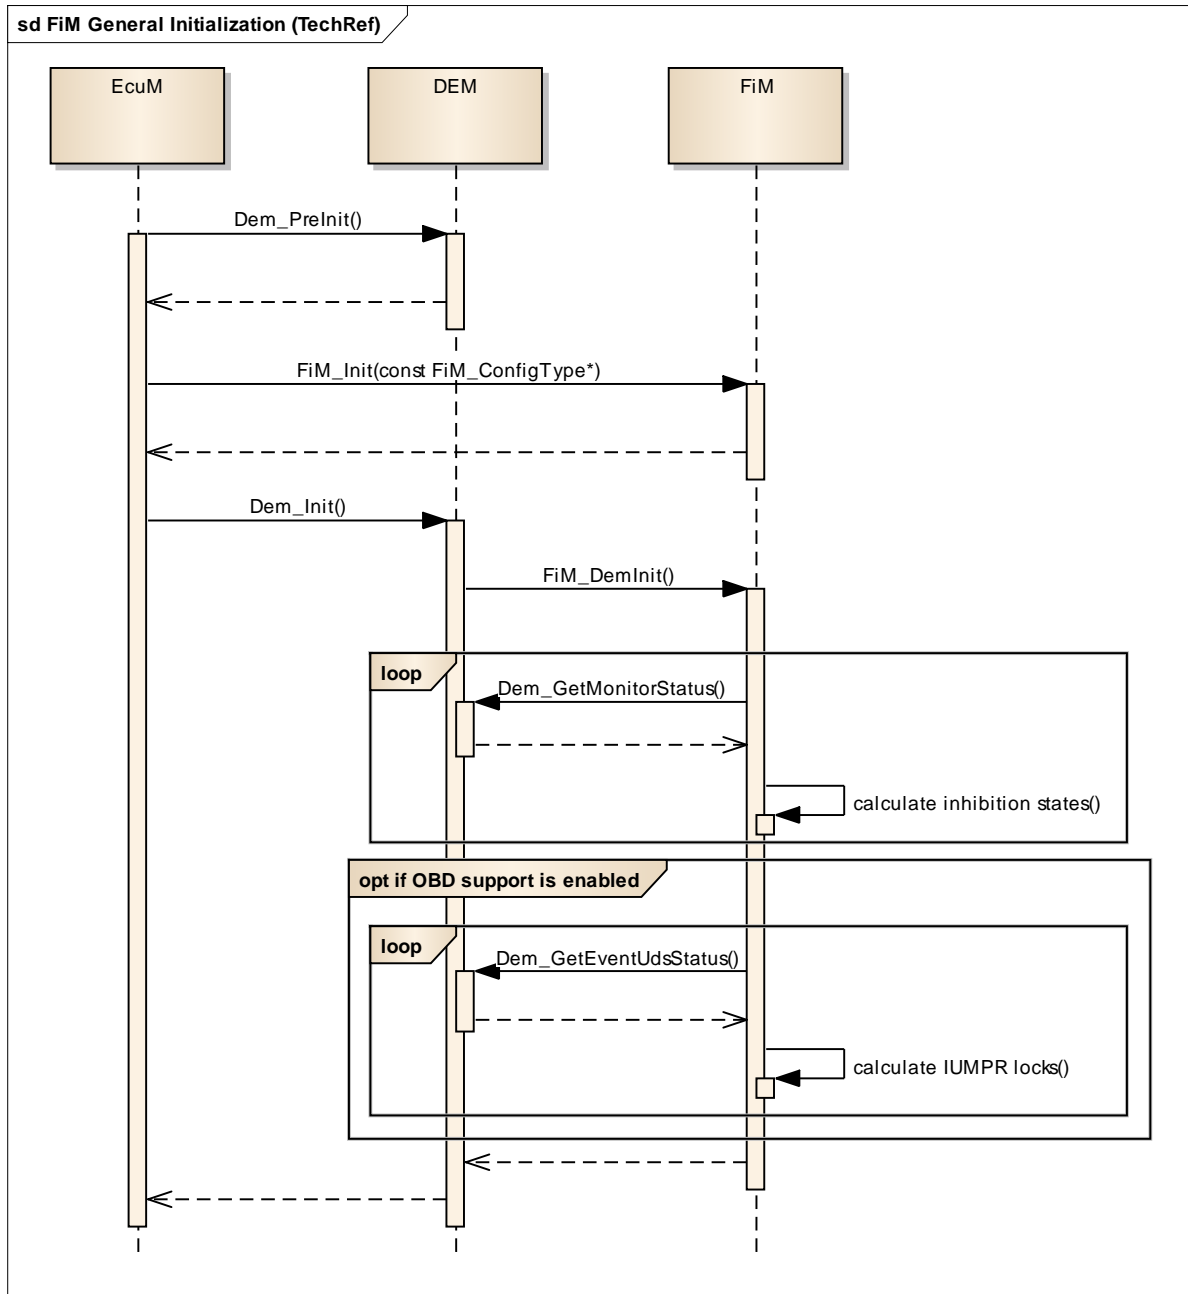 sd FiM General Initialization (TechRef)
EcuM
DEM
FiM
Dem_PreInit()
FiM_Init(const FiM_ConfigType*)
Dem_Init()
FiM_DemInit()
loop
Dem_GetMonitorStatus()
calculate inhibition states()
opt if OBD support is enabled
loop
Dem_GetEventUdsStatus()
calculate IUMPR locks()